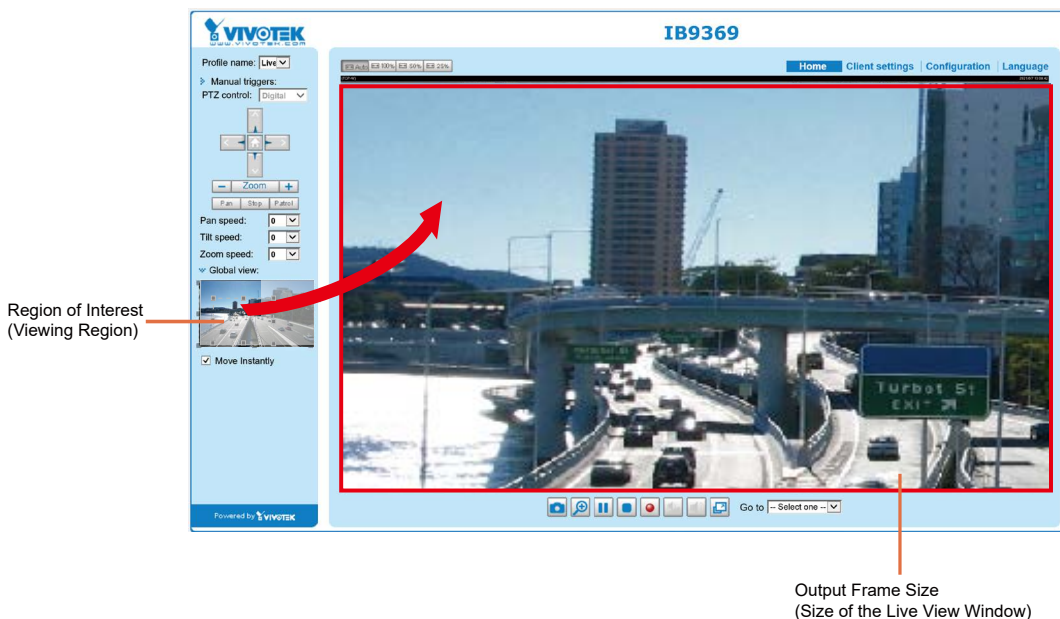 VIVOTEK
www.vivotek.com
IB9369
Profile name: Live
Manual triggers:
PTZ control: Digital
Zoom
Pan Stop Patrol
Pan speed: 0
Tilt speed: 0
Zoom speed: 0
Global view:
Move Instantly
Powered by VIVOTEK
Auto 100% 50% 25%
Home Client settings Configuration Language
Turbot St
EXIT
Go to -- Select one --
Region of Interest
(Viewing Region)
Output Frame Size
(Size of the Live View Window)